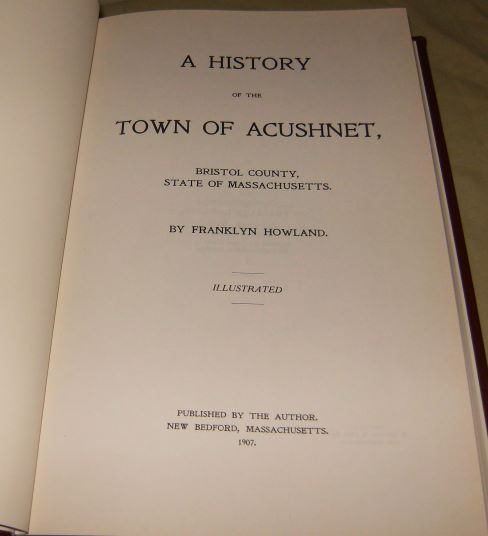 A HISTORY
OF THE
TOWN OF ACUSHNET,
BRISTOL COUNTY,
STATE OF MASSACHUSETTS.
BY FRANKLYN HOWLAND.
ILLUSTRATED
PUBLISHED BY THE AUTHOR.
NEW BEDFORD, MASSACHUSETTS.
1907.